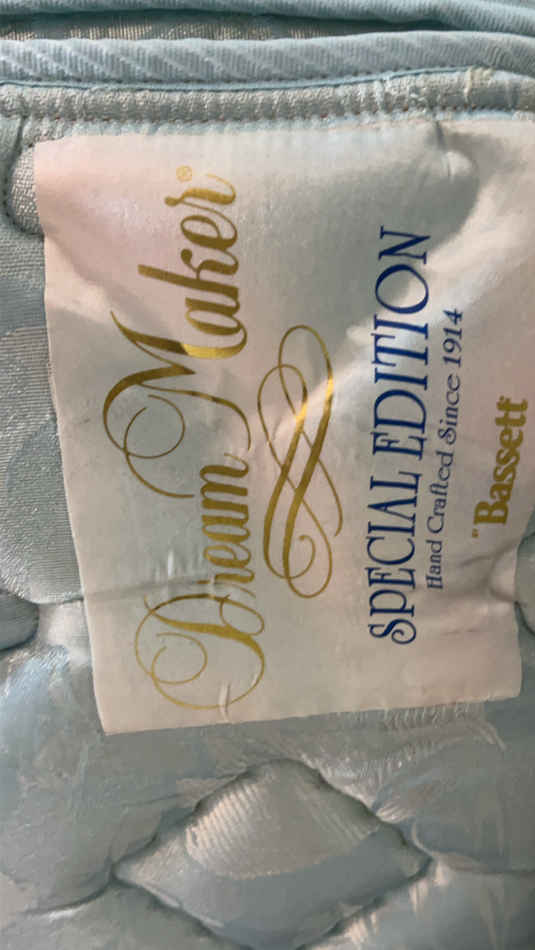 Dream Maker®
SPECIAL EDITION
Hand Crafted Since 1914
"Bassett